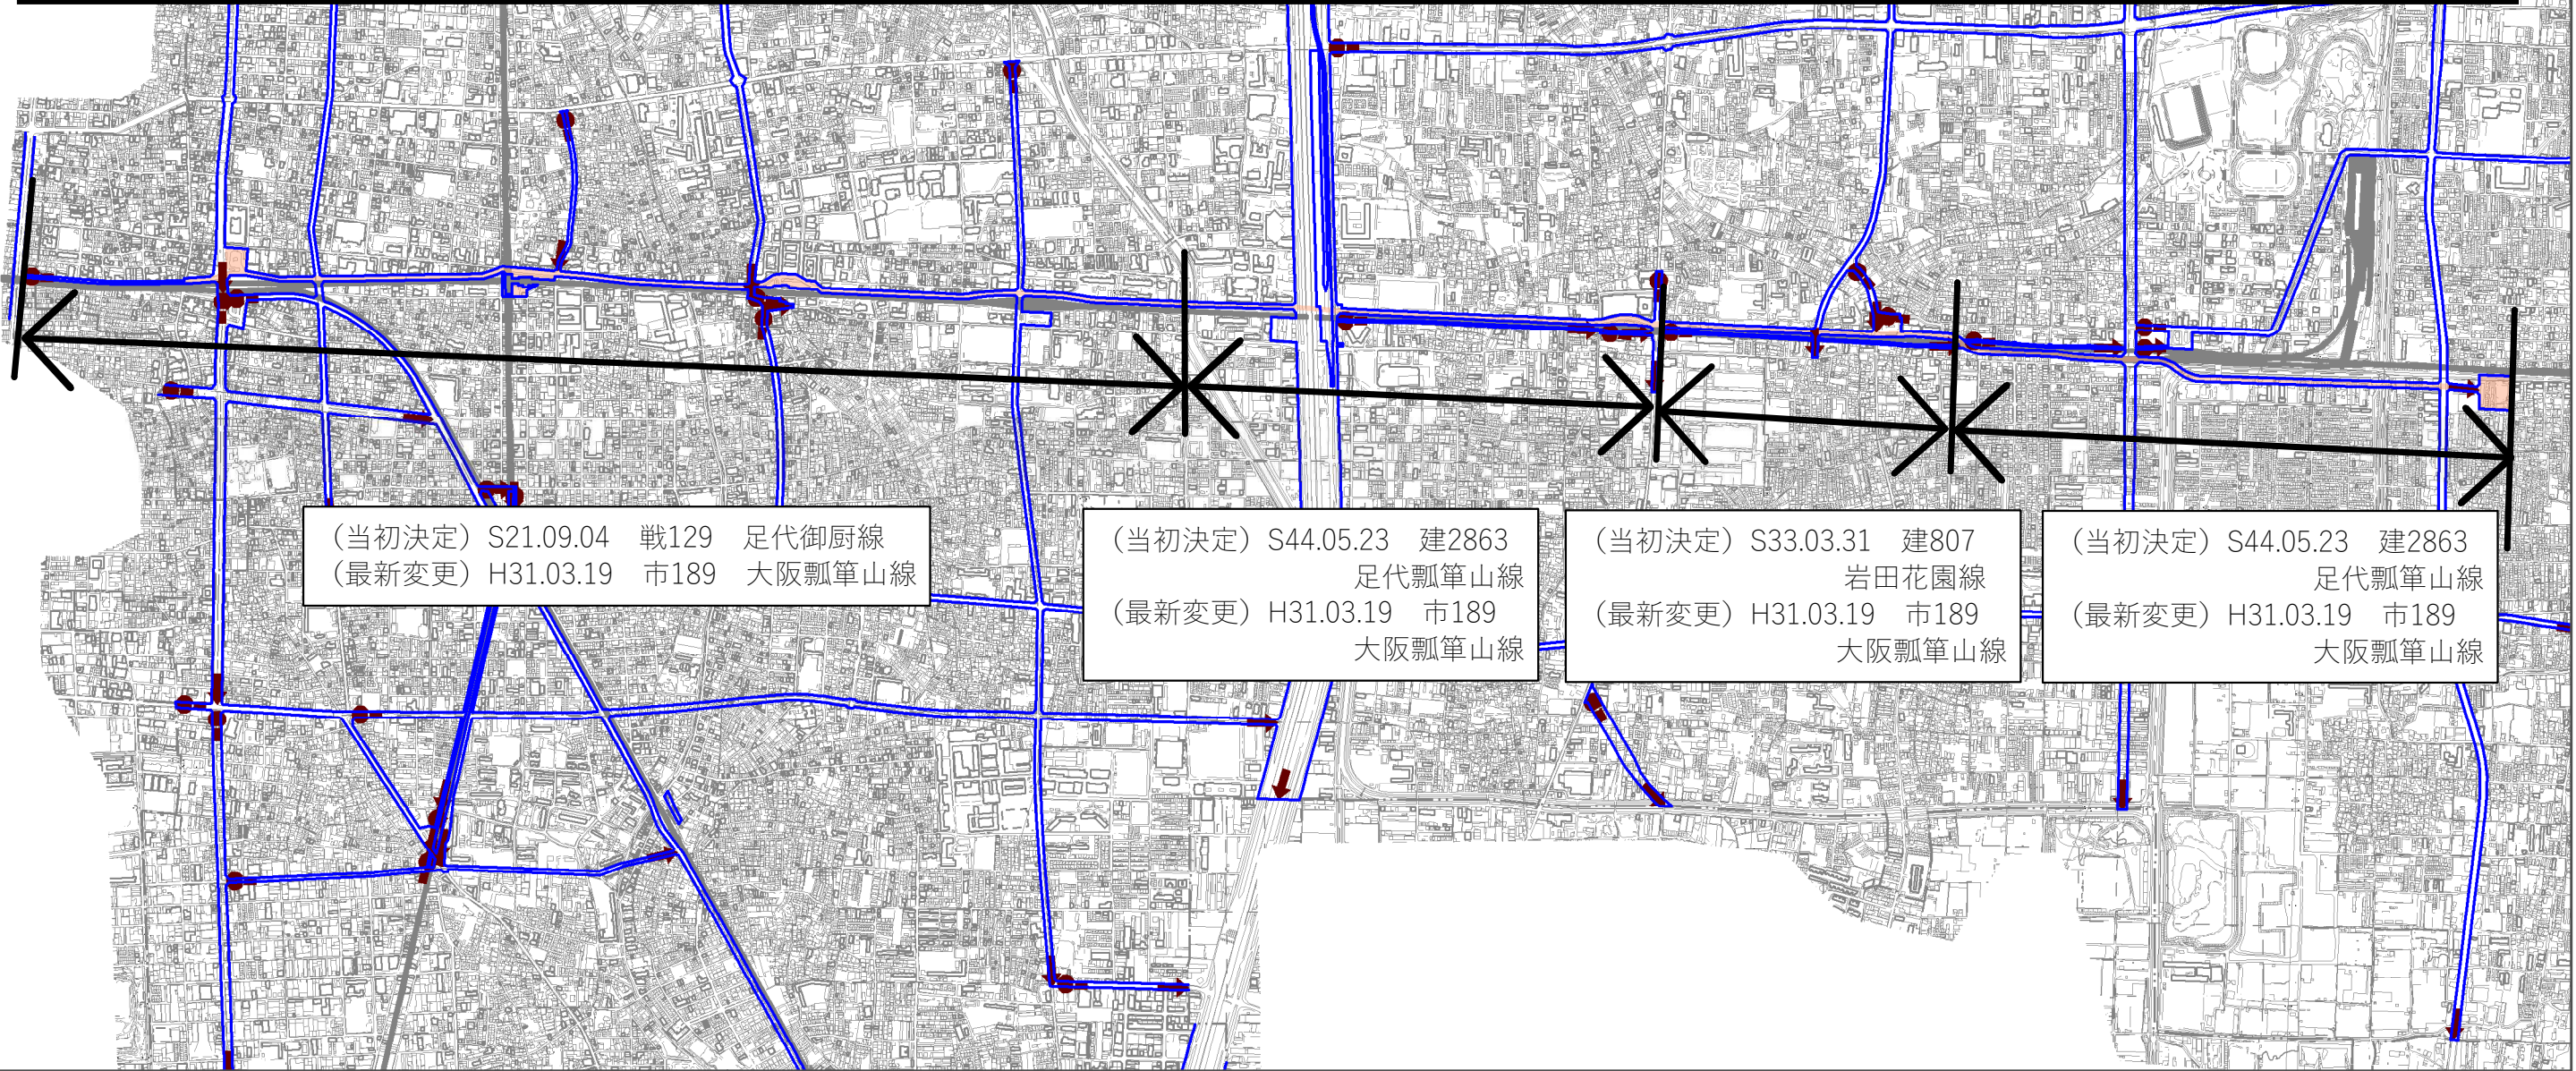 (当初決定) S21.09.04 戦129 足代御厨線
(最新変更) H31.03.19 市189 大阪瓢箪山線
(当初決定) S44.05.23 建2863
足代瓢箪山線
(最新変更) H31.03.19 市189
大阪瓢箪山線
(当初決定) S33.03.31 建807
岩田花園線
(最新変更) H31.03.19 市189
大阪瓢箪山線
(当初決定) S44.05.23 建2863
足代瓢箪山線
(最新変更) H31.03.19 市189
大阪瓢箪山線